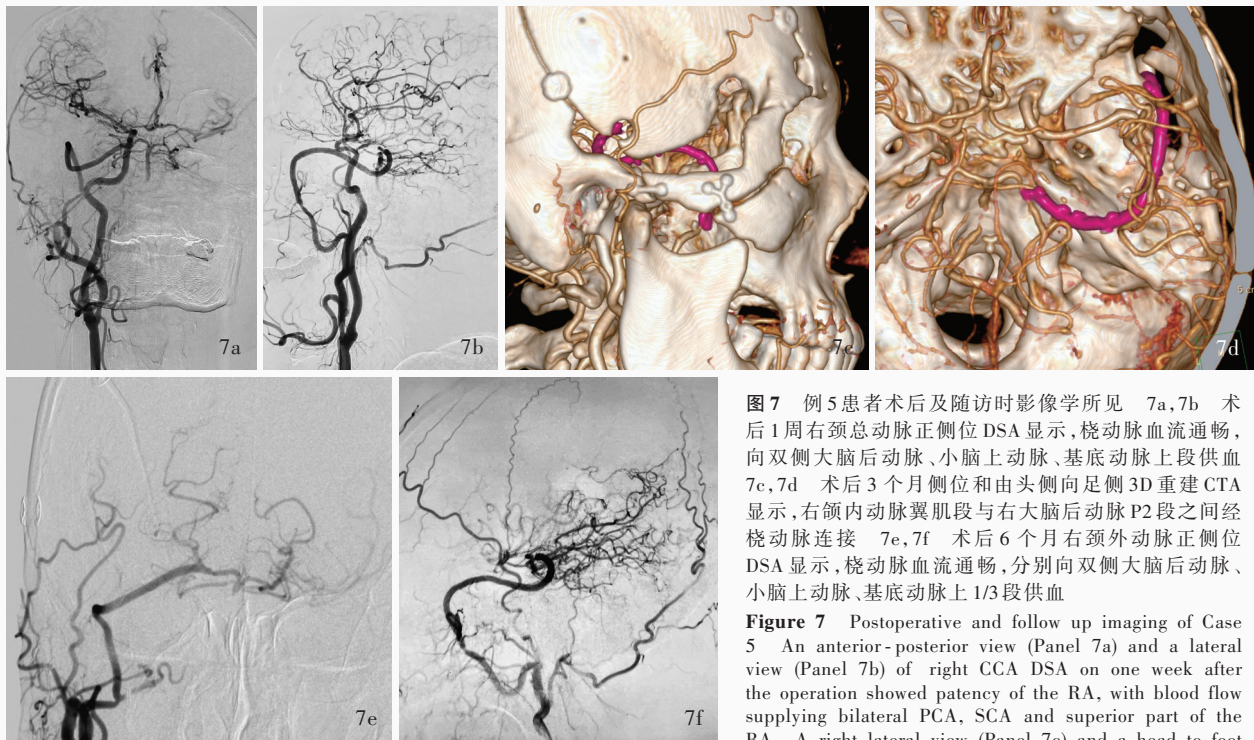 7a
7b
7c
7d
7e
7f
图7 例5患者术后及随访时影像学所见 7a,7b 术
后1周右颈总动脉正侧位DSA显示,桡动脉血流通畅,
向双侧大脑后动脉、小脑上动脉、基底动脉上段供血
7c,7d 术后3个月侧位和由头侧向足侧3D重建CTA
显示,右颌内动脉翼肌段与右大脑后动脉P2段之间经
桡动脉连接 7e,7f 术后6个月右颈外动脉正侧位
DSA显示,桡动脉血流通畅,分别向双侧大脑后动脉、
小脑上动脉、基底动脉上1/3段供血
Figure 7 Postoperative and follow up imaging of Case
5 An anterior-posterior view (Panel 7a) and a lateral
view (Panel 7b) of right CCA DSA on one week after
the operation showed patency of the RA, with blood flow
supplying bilateral PCA, SCA and superior part of the